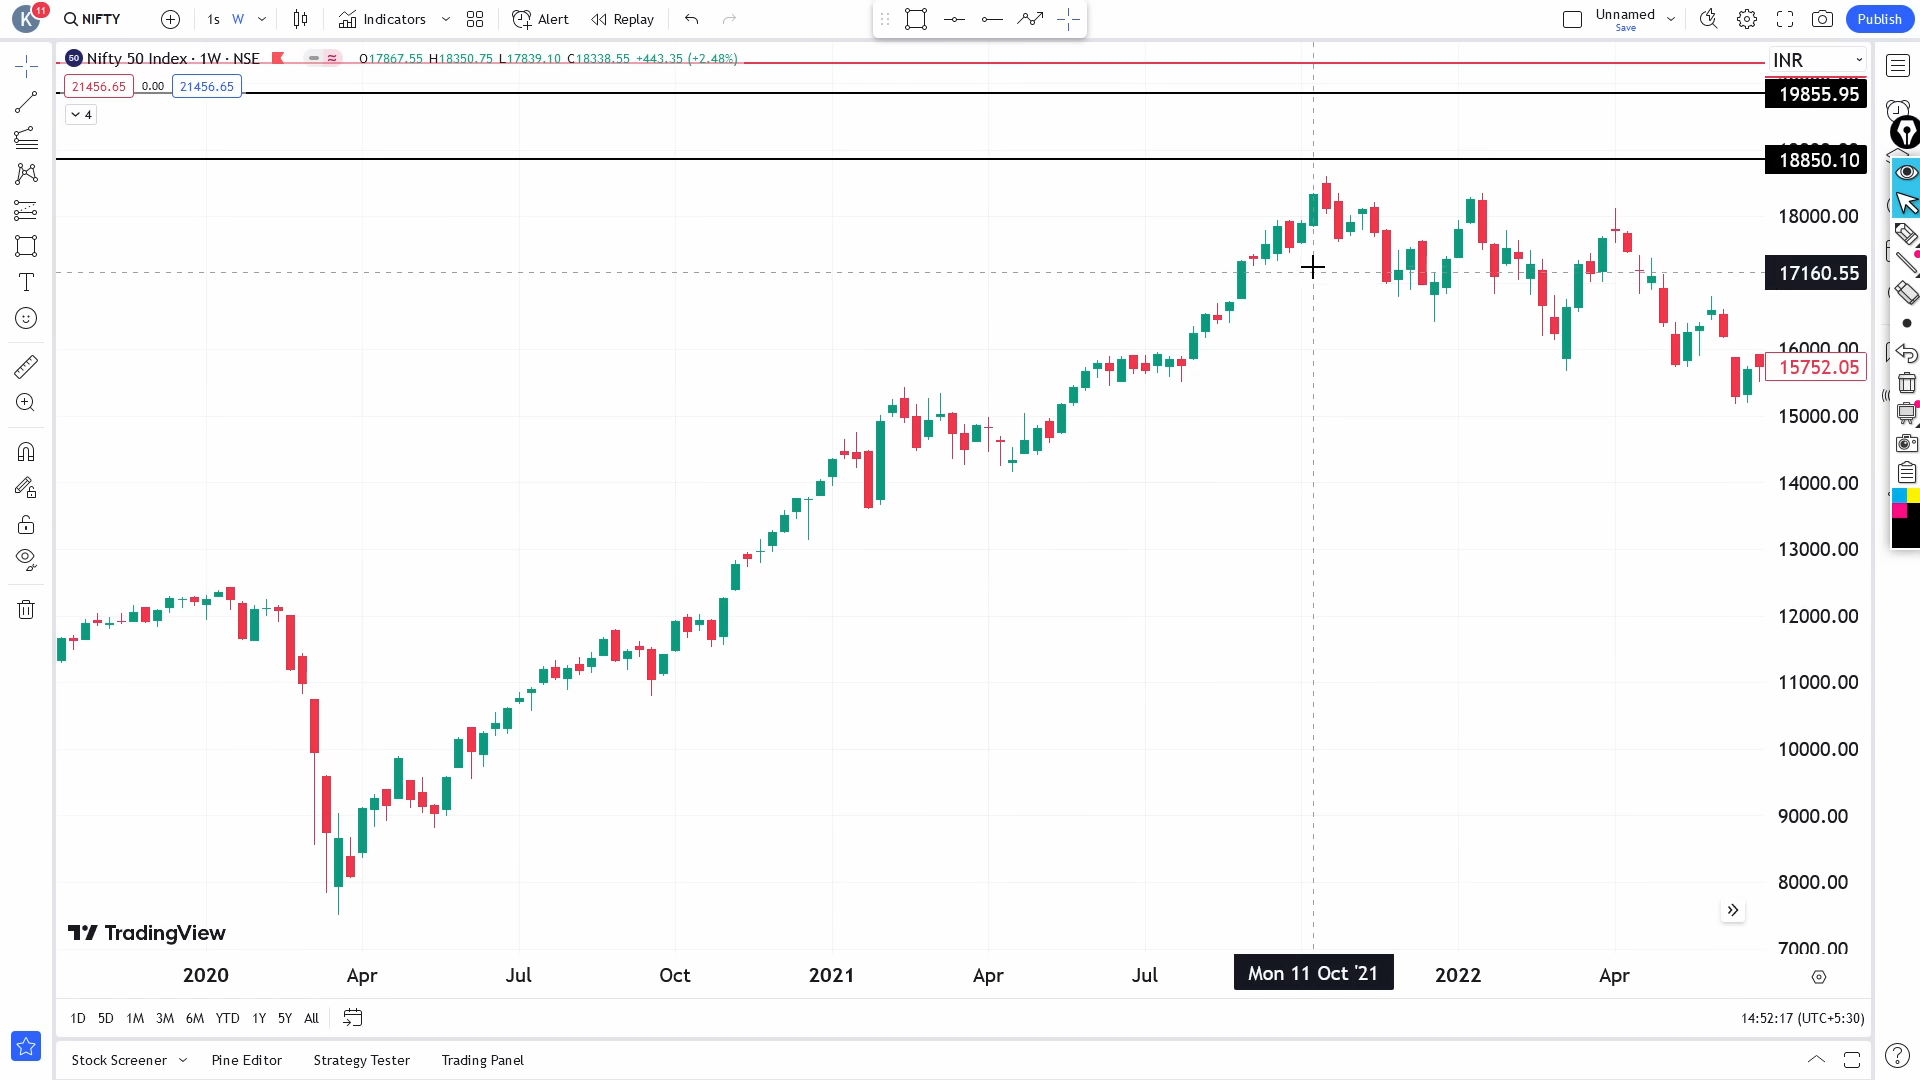 K 11 NIFTY 1s W Indicators Alert Replay Unnamed Save Publish
50 Nifty 50 Index · 1W · NSE O17867.55 H18350.75 L17839.10 C18338.55 +443.35 (+2.48%) INR
21456.65 0.00 21456.65
4
19855.95
18850.10
18000.00
17160.55
16000.00
15752.05
15000.00
14000.00
13000.00
12000.00
11000.00
10000.00
9000.00
8000.00
7000.00
TradingView
2020 Apr Jul Oct 2021 Apr Jul Mon 11 Oct '21 2022 Apr
1D 5D 1M 3M 6M YTD 1Y 5Y All 14:52:17 (UTC+5:30)
Stock Screener Pine Editor Strategy Tester Trading Panel